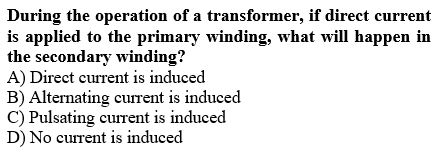 During the operation of a transformer, if direct current
is applied to the primary winding, what will happen in
the secondary winding?
A) Direct current is induced
B) Alternating current is induced
C) Pulsating current is induced
D) No current is induced